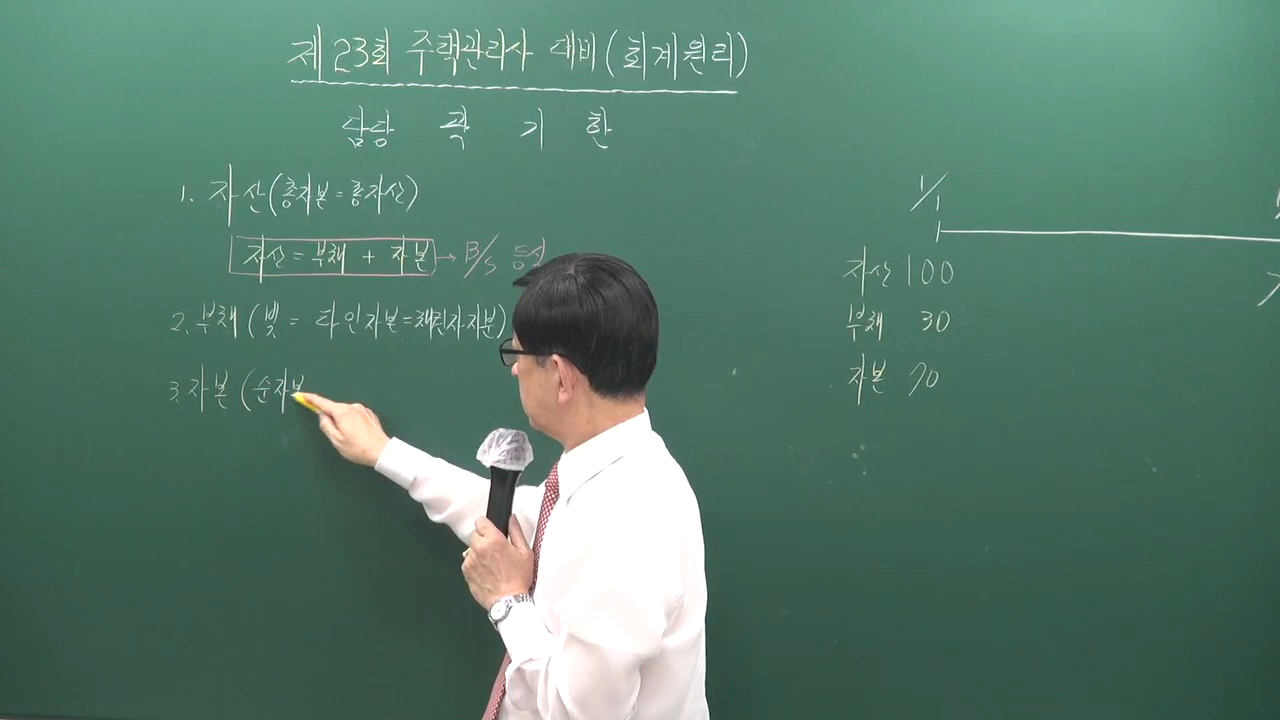 제23회 주택관리사 대비(회계원리)
담당 곽 기 한
1. 자산(총자본=총자산)
자산 = 부채 + 자본 → B/S 등식
2. 부채 (빚 = 타인자본=채권자지분)
3. 자본 (순자본
1/1
자산 100
부채 30
자본 70